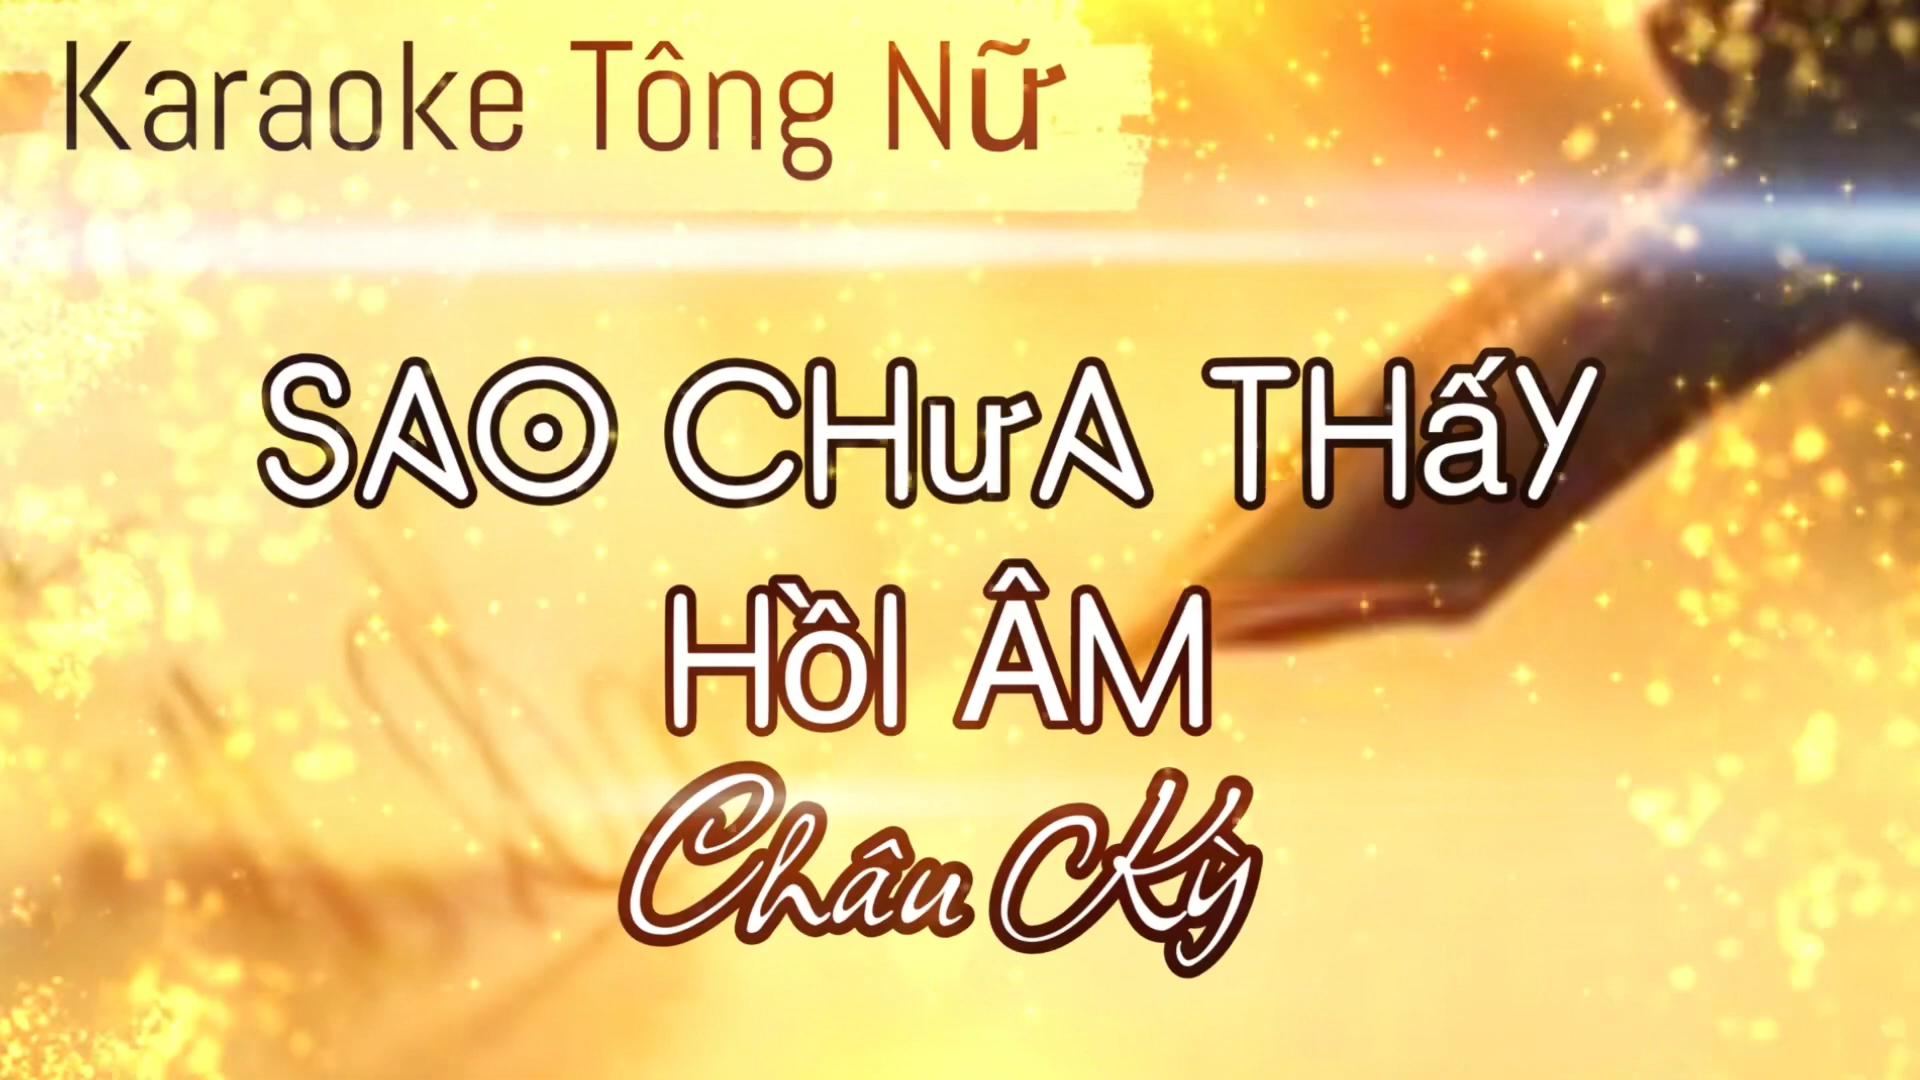 Karaoke Tông Nữ
SAO CHưA THấY
HồI ÂM
Châu Kỳ